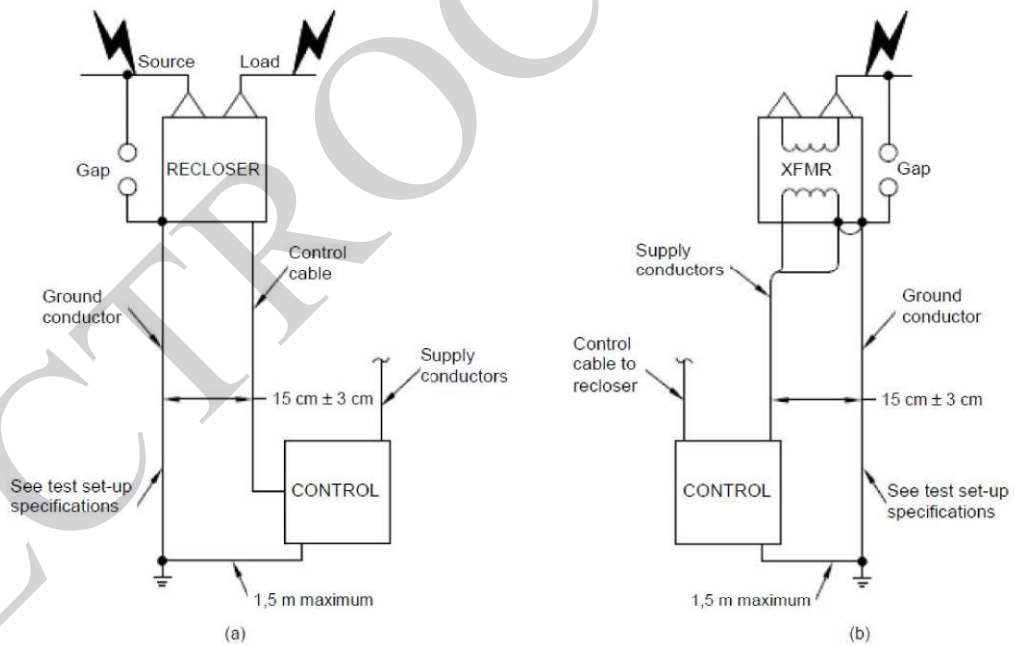 Source
Load
Gap
RECLOSER
Control
cable
Ground
conductor
Supply
conductors
15 cm ± 3 cm
See test set-up
specifications
CONTROL
1,5 m maximum
(a)
XFMR
Gap
Supply
conductors
Ground
conductor
Control
cable to
recloser
15 cm ± 3 cm
CONTROL
See test set-up
specifications
1,5 m maximum
(b)
ECTROC